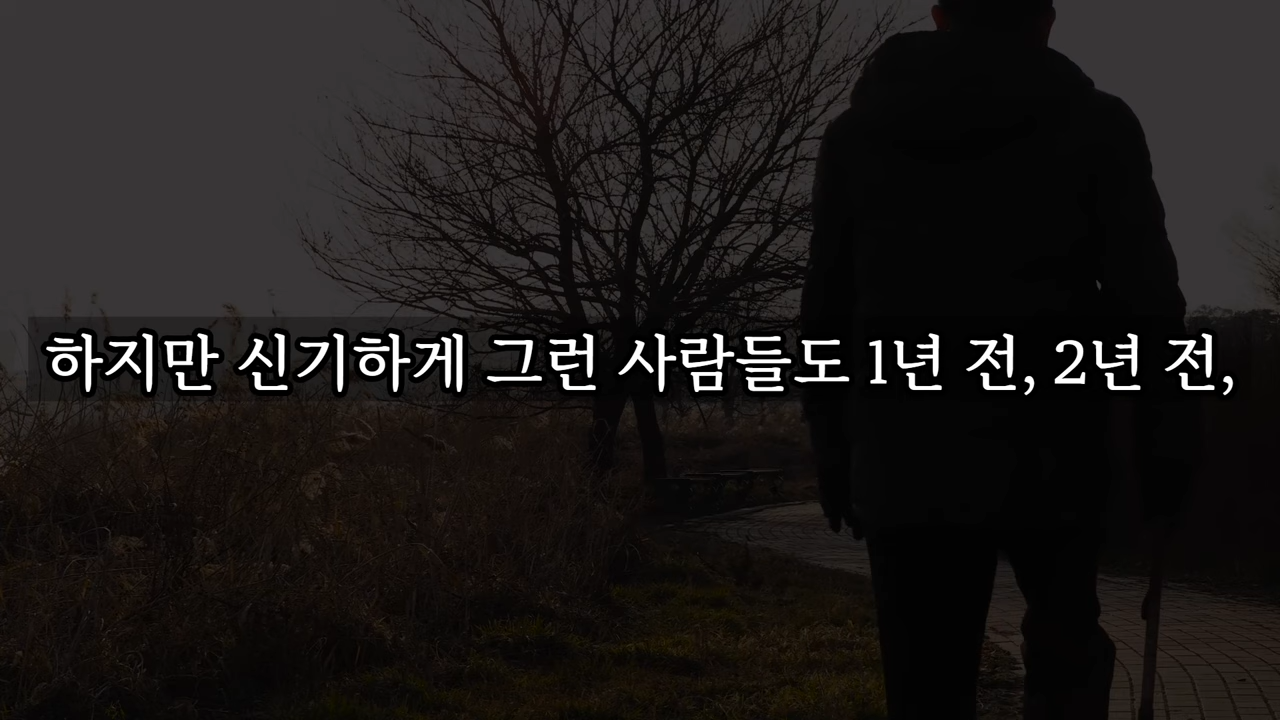 하지만 신기하게 그런 사람들도 1년 전, 2년 전,